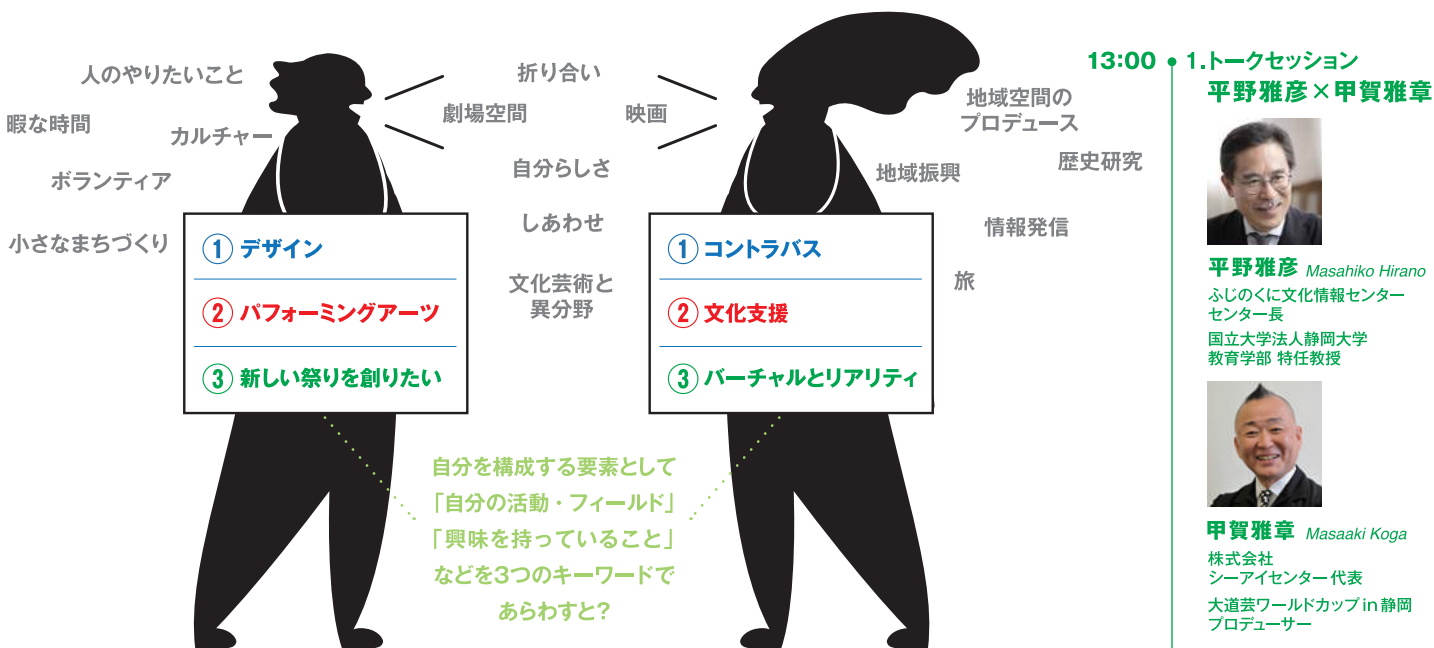 人のやりたいこと
暇な時間
カルチャー
ボランティア
小さなまちづくり
折り合い
劇場空間
映画
自分らしさ
しあわせ
文化芸術と
異分野
地域空間の
プロデュース
地域振興
歴史研究
情報発信
旅
① デザイン
② パフォーミングアーツ
③ 新しい祭りを創りたい
① コントラバス
② 文化支援
③ バーチャルとリアリティ
自分を構成する要素として
「自分の活動・フィールド」
「興味を持っていること」
などを3つのキーワードで
あらわすと?
13:00 1.トークセッション
平野雅彦×甲賀雅章
平野雅彦 Masahiko Hirano
ふじのくに文化情報センター
センター長
国立大学法人静岡大学
教育学部 特任教授
甲賀雅章 Masaaki Koga
株式会社
シーアイセンター 代表
大道芸ワールドカップ in 静岡
プロデューサー